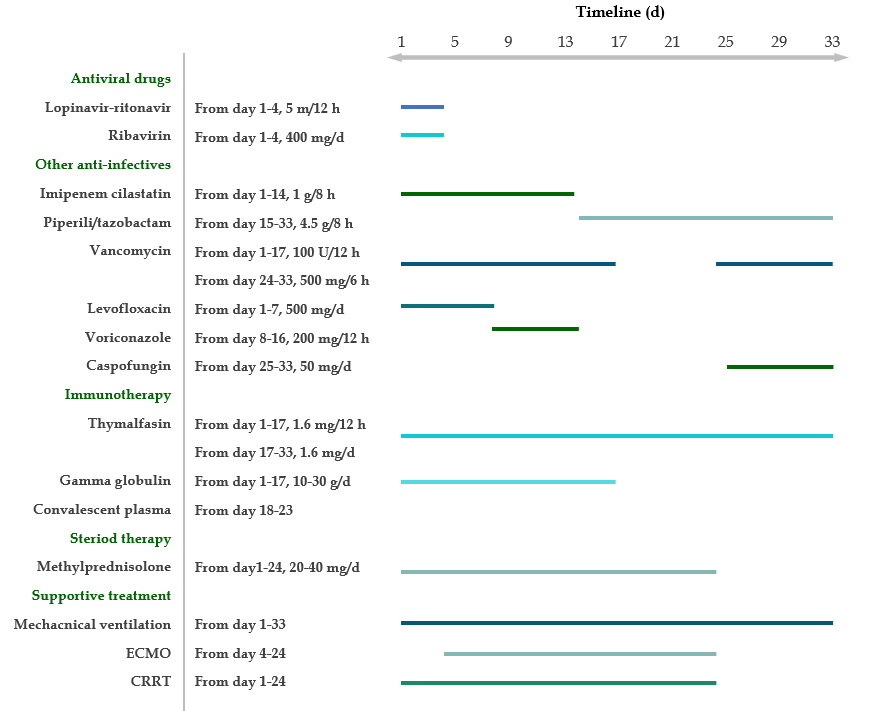 Timeline (d)
1 5 9 13 17 21 25 29 33
Antiviral drugs
Lopinavir-ritonavir From day 1-4, 5 m/12 h
Ribavirin From day 1-4, 400 mg/d
Other anti-infectives
Imipenem cilastatin From day 1-14, 1 g/8 h
Piperili/tazobactam From day 15-33, 4.5 g/8 h
Vancomycin From day 1-17, 100 U/12 h
From day 24-33, 500 mg/6 h
Levofloxacin From day 1-7, 500 mg/d
Voriconazole From day 8-16, 200 mg/12 h
Caspofungin From day 25-33, 50 mg/d
Immunotherapy
Thymalfasin From day 1-17, 1.6 mg/12 h
From day 17-33, 1.6 mg/d
Gamma globulin From day 1-17, 10-30 g/d
Convalescent plasma From day 18-23
Steriod therapy
Methylprednisolone From day1-24, 20-40 mg/d
Supportive treatment
Mechacnical ventilation From day 1-33
ECMO From day 4-24
CRRT From day 1-24